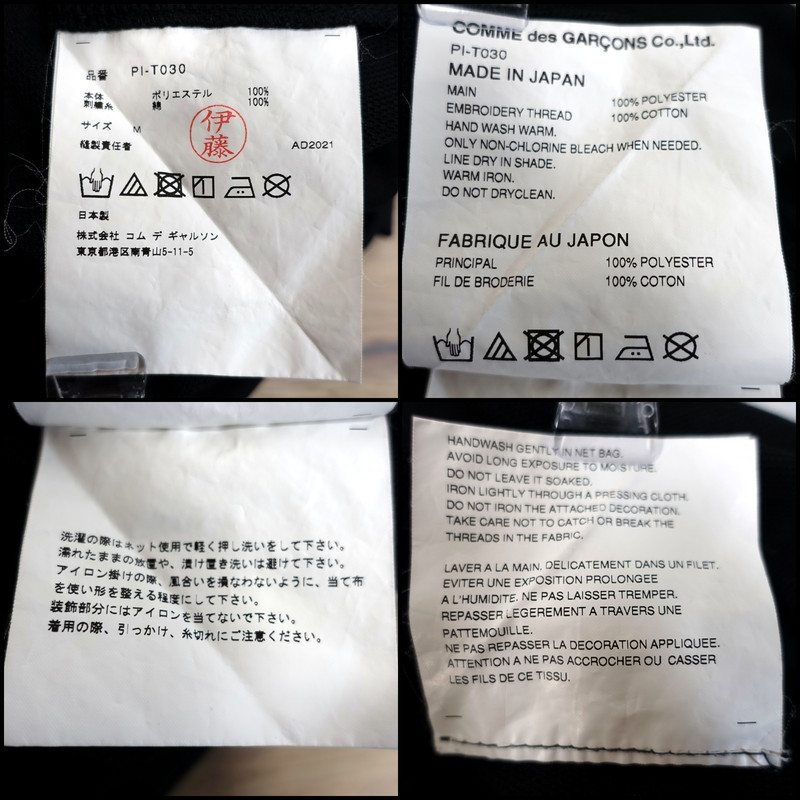 品番 PI-T030
本体 ポリエステル 100%
刺繍糸 綿 100%
サイズ M
縫製責任者 伊藤 AD2021
日本製
株式会社 コム デ ギャルソン
東京都港区南青山5-11-5
COMME des GARÇONS Co.,Ltd.
PI-T030
MADE IN JAPAN
MAIN 100% POLYESTER
EMBROIDERY THREAD 100% COTTON
HAND WASH WARM.
ONLY NON-CHLORINE BLEACH WHEN NEEDED.
LINE DRY IN SHADE.
WARM IRON.
DO NOT DRYCLEAN.
FABRIQUE AU JAPON
PRINCIPAL 100% POLYESTER
FIL DE BRODERIE 100% COTON
洗濯の際はネット使用で軽く押し洗いをして下さい。
濡れたままの放置や、漬け置き洗いは避けて下さい。
アイロン掛けの際、風合いを損なわないように、当て布
を使い形を整える程度にして下さい。
装飾部分にはアイロンを当てないで下さい。
着用の際、引っかけ、糸切れにご注意ください。
HANDWASH GENTLY IN NET BAG.
AVOID LONG EXPOSURE TO MOISTURE.
DO NOT LEAVE IT SOAKED.
IRON LIGHTLY THROUGH A PRESSING CLOTH.
DO NOT IRON THE ATTACHED DECORATION.
TAKE CARE NOT TO CATCH OR BREAK THE
THREADS IN THE FABRIC.
LAVER A LA MAIN. DELICATEMENT DANS UN FILET.
EVITER UNE EXPOSITION PROLONGEE
A L'HUMIDITE. NE PAS LAISSER TREMPER.
REPASSER LEGEREMENT A TRAVERS UNE
PATTEMOUILLE.
NE PAS REPASSER LA DECORATION APPLIQUEE.
ATTENTION A NE PAS ACCROCHER OU CASSER
LES FILS DE CE TISSU.